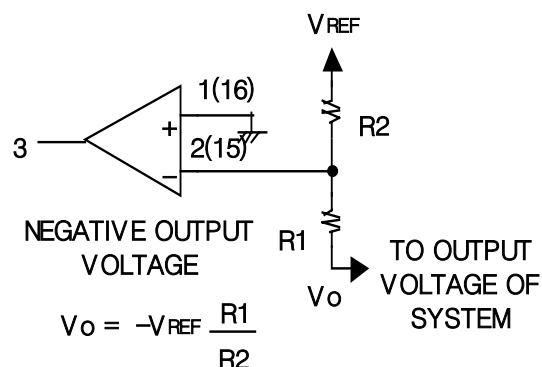 VREF
1(16)
+
R2
3
2(15)
−
NEGATIVE OUTPUT
VOLTAGE
R1
TO OUTPUT
VOLTAGE OF
SYSTEM
Vo
Vo = -VREF R1
R2